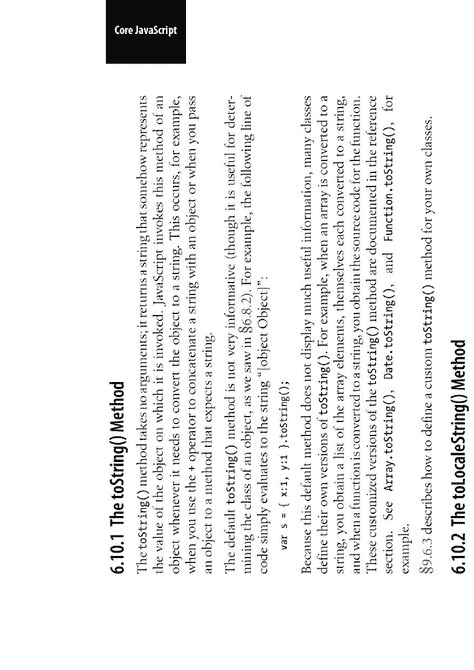 Core JavaScript
6.10.1 The toString() Method
The toString() method takes no arguments; it returns a string that somehow represents
the value of the object on which it is invoked. JavaScript invokes this method of an
object whenever it needs to convert the object to a string. This occurs, for example,
when you use the + operator to concatenate a string with an object or when you pass
an object to a method that expects a string.
The default toString() method is not very informative (though it is useful for deter-
mining the class of an object, as we saw in §6.8.2). For example, the following line of
code simply evaluates to the string “[object Object]”:
var s = { x:1, y:1 }.toString();
Because this default method does not display much useful information, many classes
define their own versions of toString(). For example, when an array is converted to a
string, you obtain a list of the array elements, themselves each converted to a string,
and when a function is converted to a string, you obtain the source code for the function.
These customized versions of the toString() method are documented in the reference
section. See Array.toString(), Date.toString(), and Function.toString(), for
example.
§9.6.3 describes how to define a custom toString() method for your own classes.
6.10.2 The toLocaleString() Method